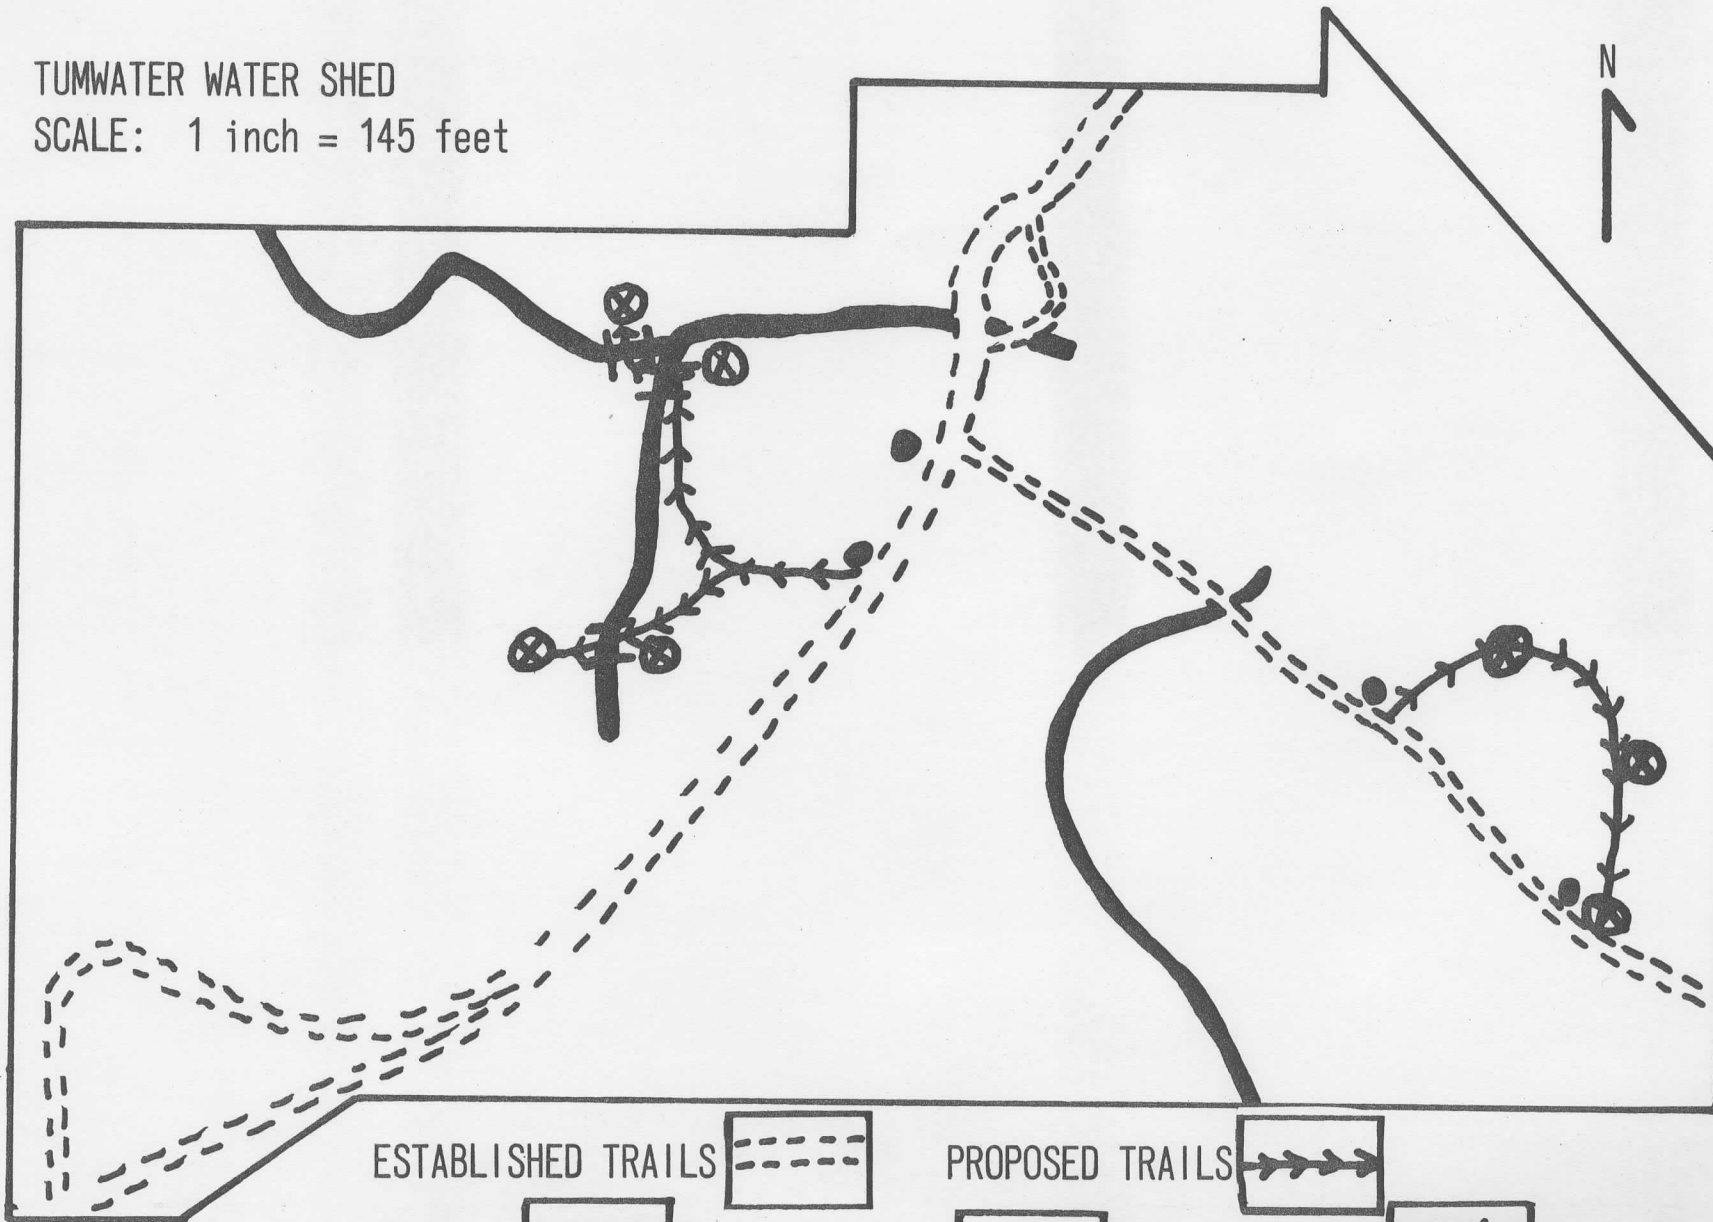 TUMWATER WATER SHED
SCALE: 1 inch = 145 feet
N
ESTABLISHED TRAILS
PROPOSED TRAILS